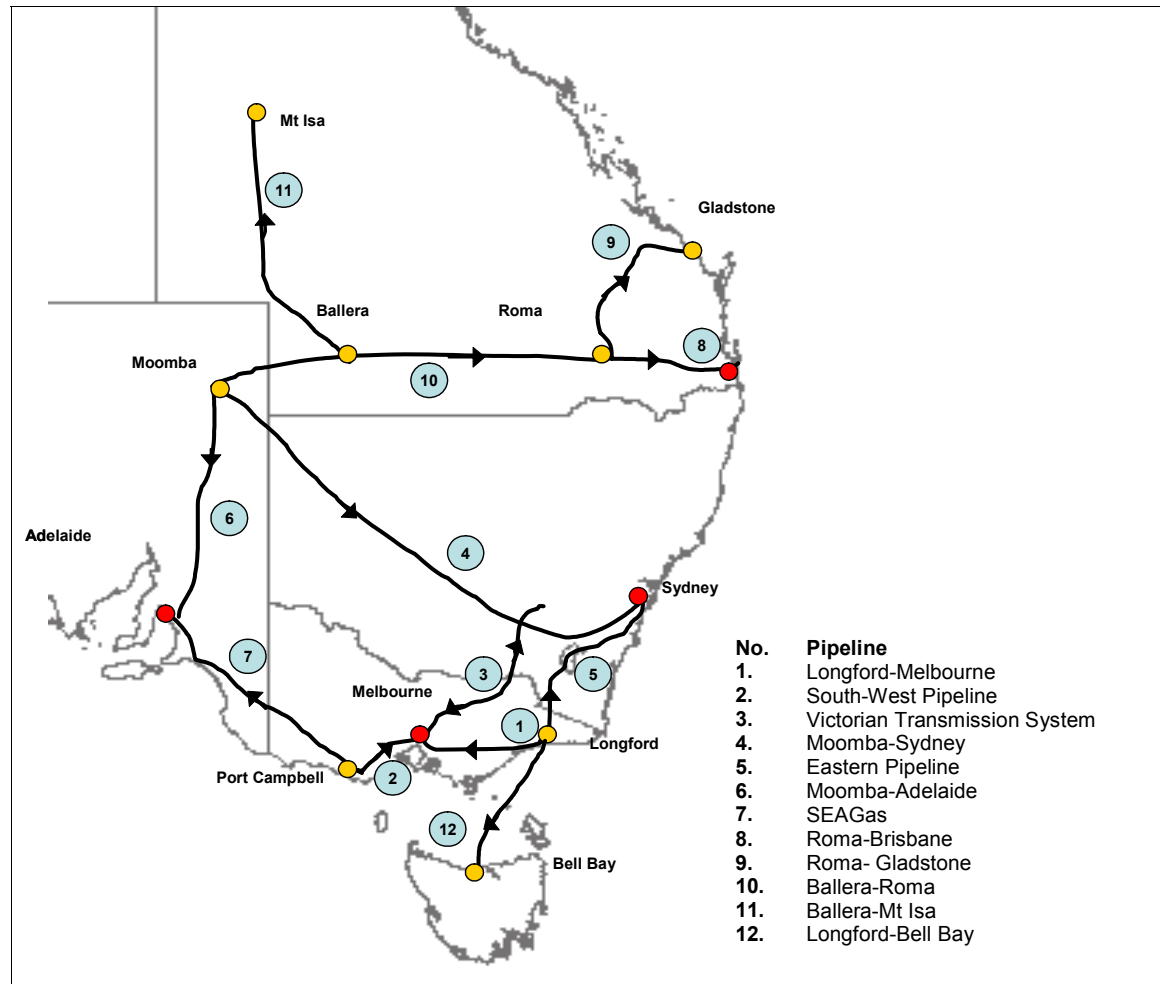 Mt Isa
11
Gladstone
9
Ballera
Roma
8
Moomba
10
6
Adelaide
4
Sydney
7
3
5
Melbourne
1
Longford
Port Campbell
2
12
Bell Bay
No. Pipeline
1. Longford-Melbourne
2. South-West Pipeline
3. Victorian Transmission System
4. Moomba-Sydney
5. Eastern Pipeline
6. Moomba-Adelaide
7. SEAGas
8. Roma-Brisbane
9. Roma- Gladstone
10. Ballera-Roma
11. Ballera-Mt Isa
12. Longford-Bell Bay